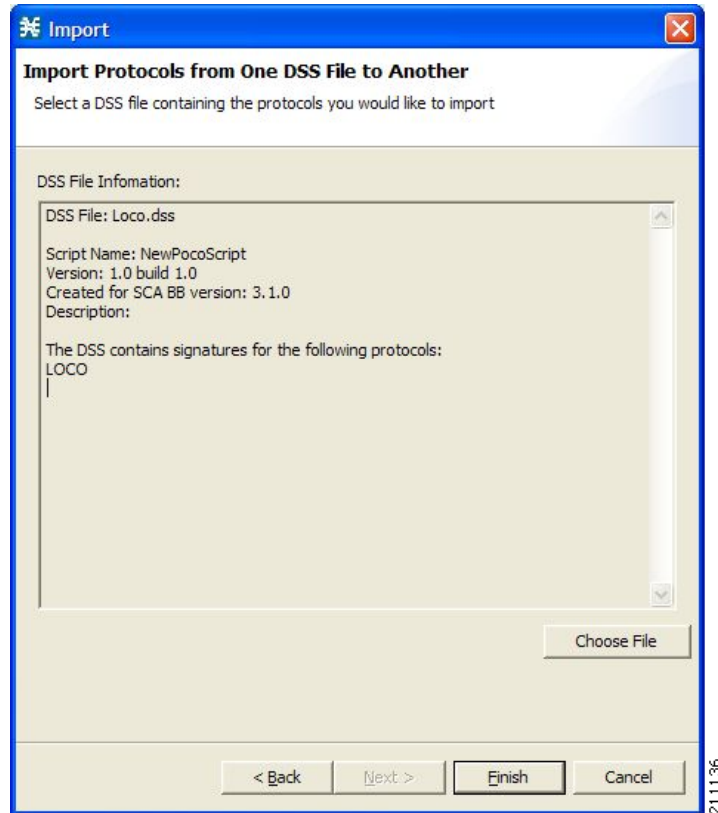 Import
Import Protocols from One DSS File to Another
Select a DSS file containing the protocols you would like to import
DSS File Infomation:
DSS File: Loco.dss
Script Name: NewPocoScript
Version: 1.0 build 1.0
Created for SCA BB version: 3.1.0
Description:
The DSS contains signatures for the following protocols:
LOCO
Choose File
< Back
Next >
Finish
Cancel
211136